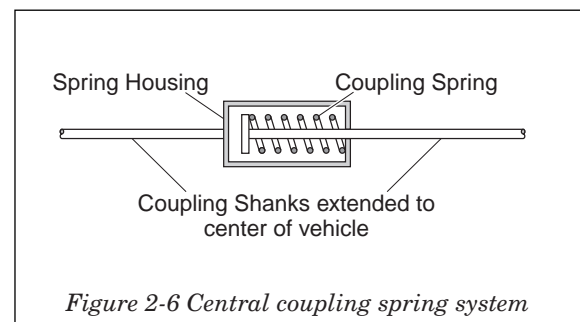 Spring Housing
Coupling Spring
Coupling Shanks extended to
center of vehicle
Figure 2-6 Central coupling spring system